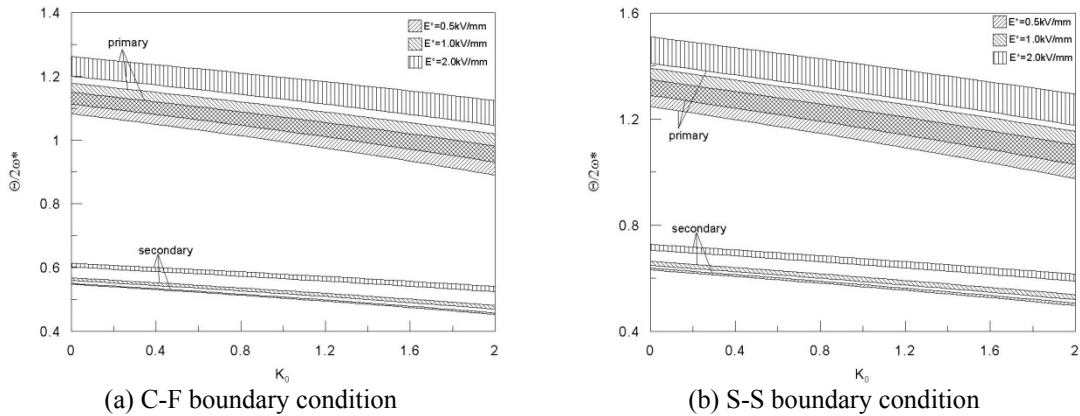 1.4
1.2
1
0.8
0.6
0.4
Θ/2ω*
primary
secondary
E*=0.5kV/mm
E*=1.0kV/mm
E*=2.0kV/mm
0
0.4
0.8
1.2
1.6
2
K₀
(a) C-F boundary condition
1.6
1.2
0.8
0.4
Θ/2ω*
primary
secondary
E*=0.5kV/mm
E*=1.0kV/mm
E*=2.0kV/mm
0
0.4
0.8
1.2
1.6
2
K₀
(b) S-S boundary condition